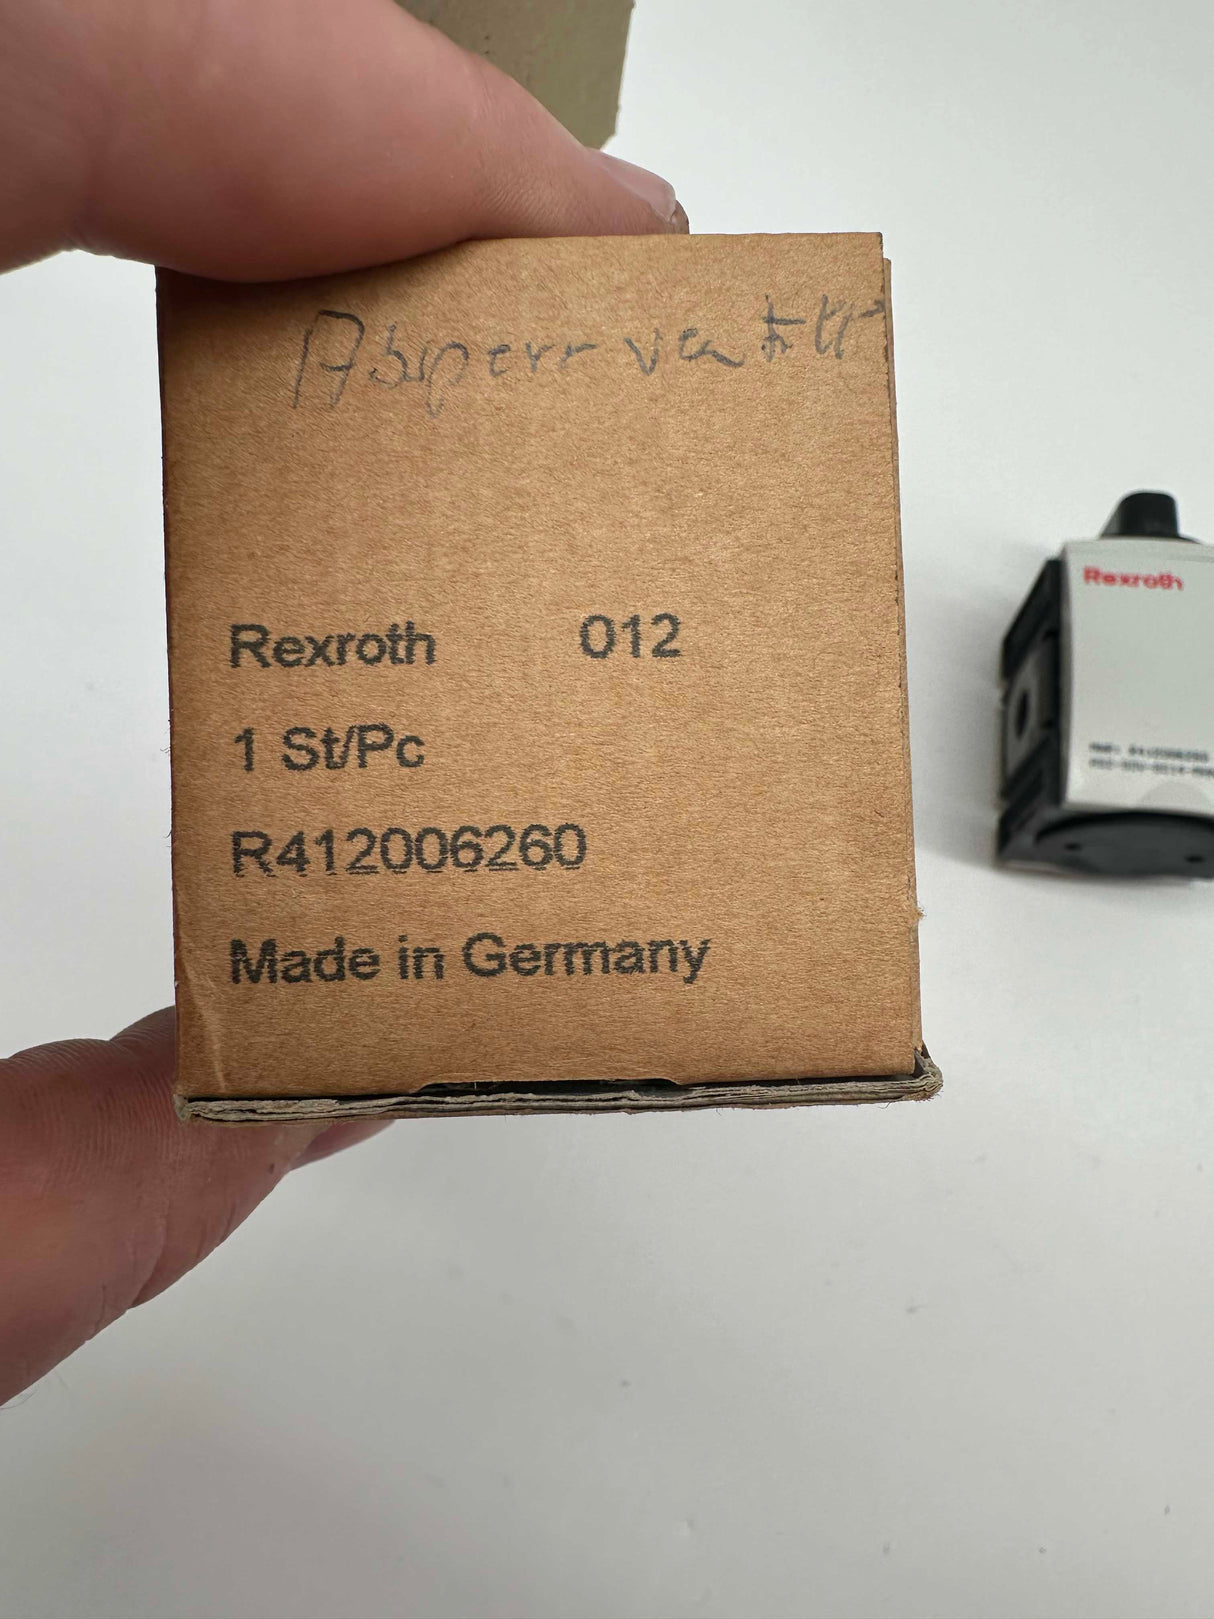 Absperrventil
Rexroth 012
1 St/Pc
R412006260
Made in Germany
Rexroth